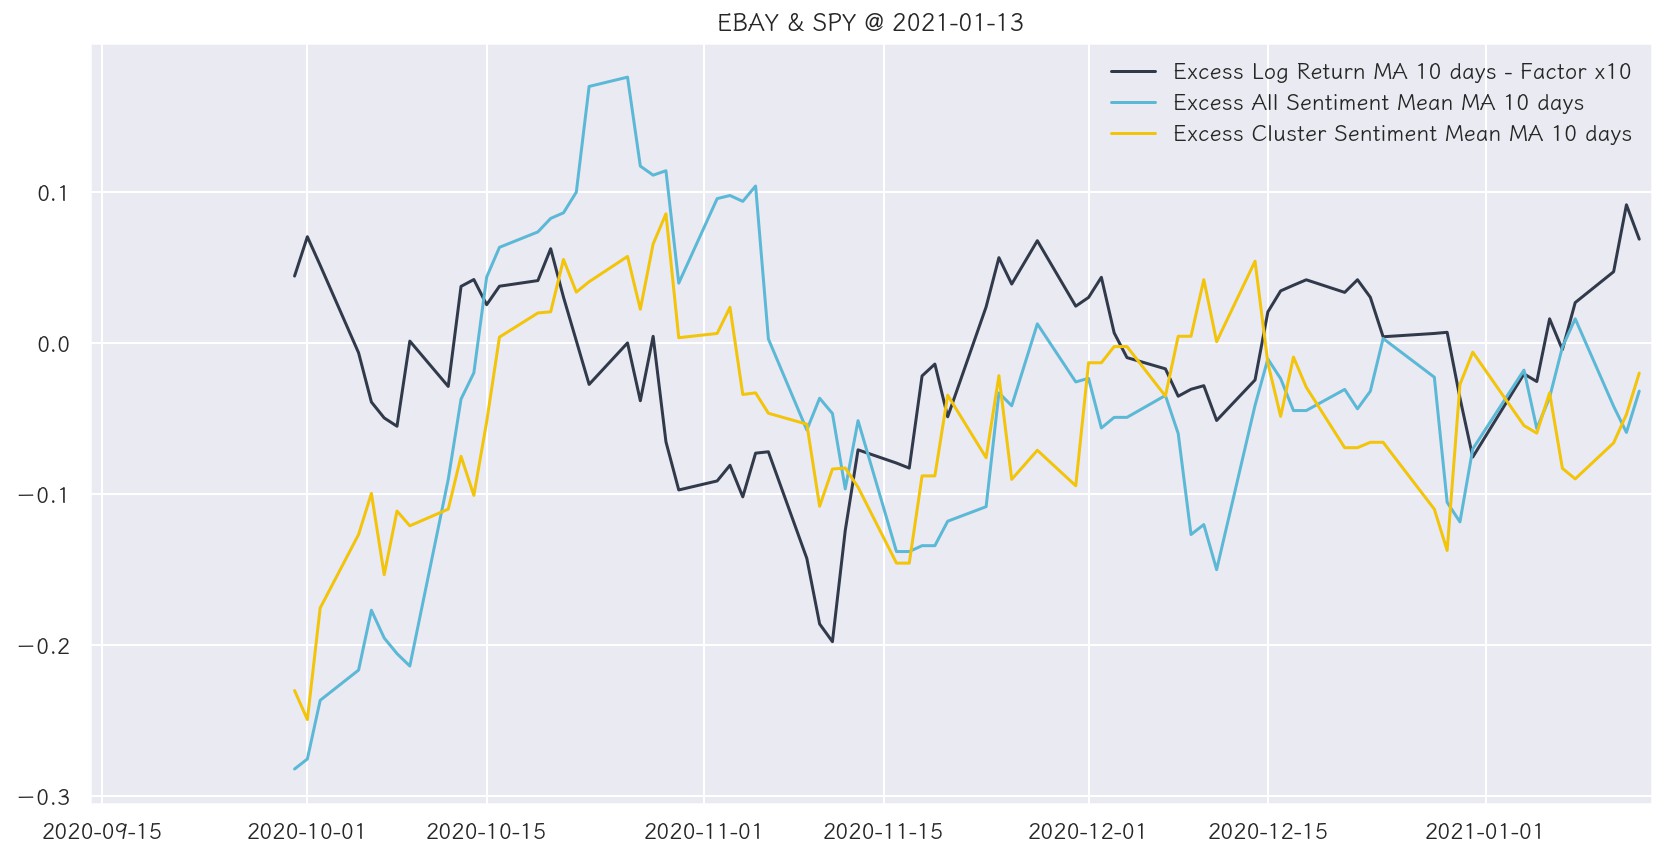 EBAY & SPY @ 2021-01-13
Excess Log Return MA 10 days - Factor x10
Excess All Sentiment Mean MA 10 days
Excess Cluster Sentiment Mean MA 10 days
0.1
0.0
−0.1
−0.2
−0.3
2020-09-15 2020-10-01 2020-10-15 2020-11-01 2020-11-15 2020-12-01 2020-12-15 2021-01-01